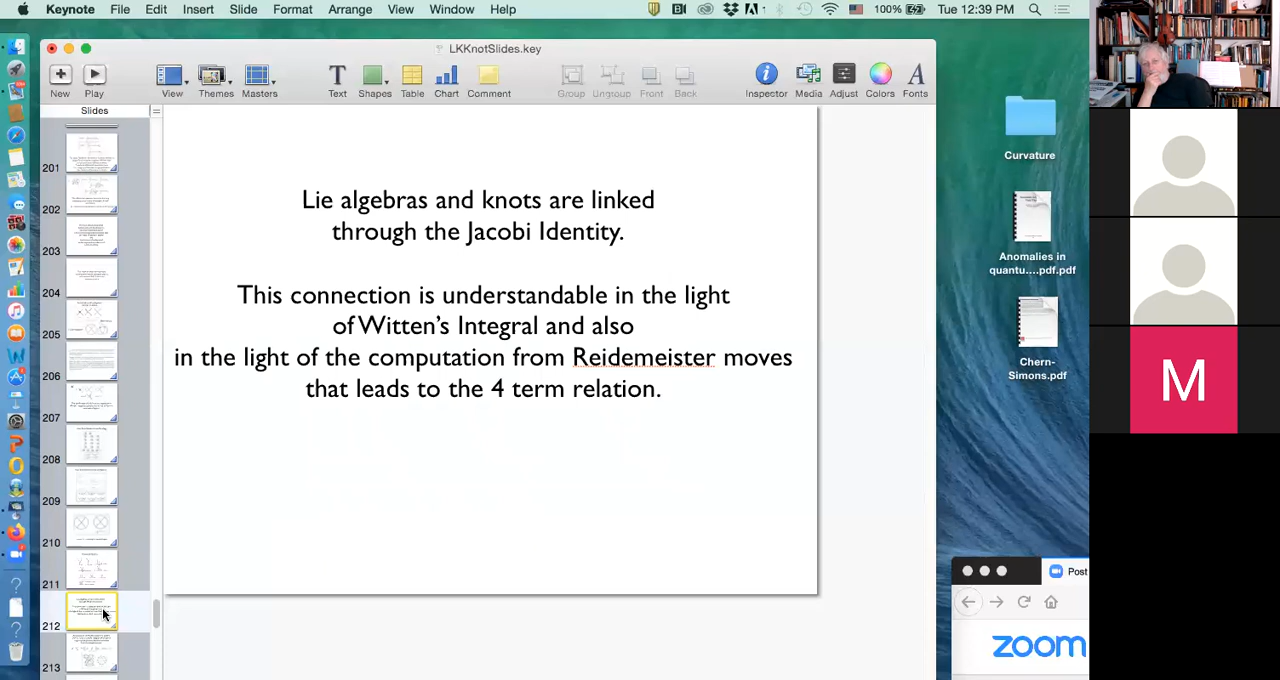 Keynote File Edit Insert Slide Format Arrange View Window Help
100% Tue 12:39 PM
LKKnotSlides.key
New Play View Themes Masters Text Shapes Table Chart Comment Group Ungroup Front Back Inspector Media Adjust Colors Fonts
Slides
201
202
203
204
205
206
207
208
209
210
211
212
213
Lie algebras and knots are linked
through the Jacobi Identity.
This connection is understandable in the light
of Witten's Integral and also
in the light of the computation from Reidemeister moves
that leads to the 4 term relation.
Curvature
Anomalies in
quantu....pdf.pdf
Chern-
Simons.pdf
Post
zoom
M